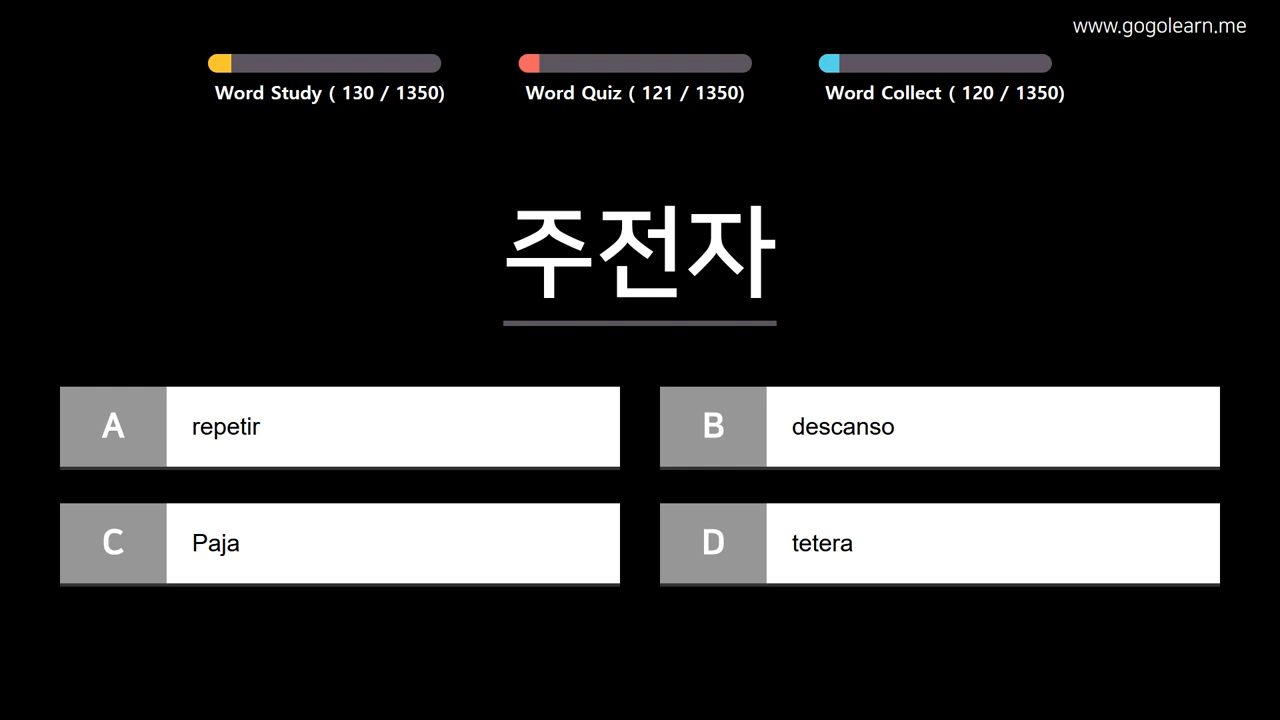 www.gogolearn.me
Word Study ( 130 / 1350)
Word Quiz ( 121 / 1350)
Word Collect ( 120 / 1350)
주전자
A repetir
B descanso
C Paja
D tetera